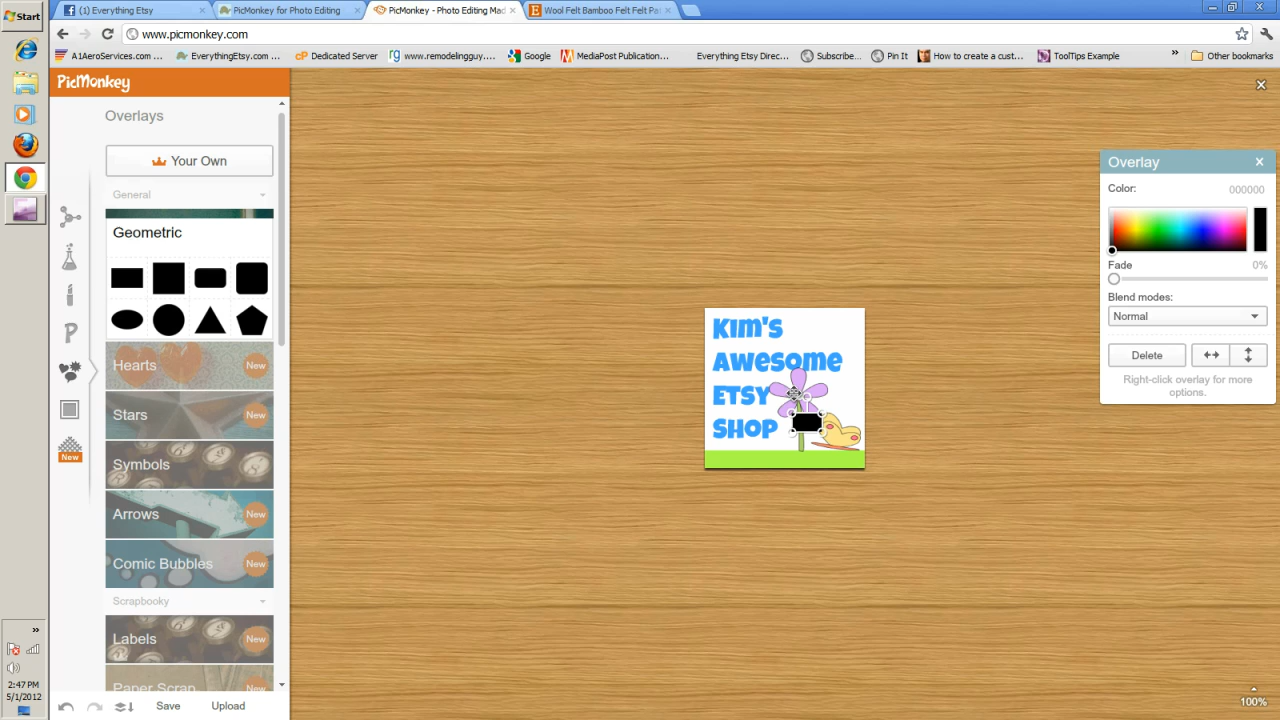 Start
(1) Everything Etsy
PicMonkey for Photo Editing
PicMonkey - Photo Editing Mad
Wool Felt Bamboo Felt Felt Pa
www.picmonkey.com
A1AeroServices.com ...
EverythingEtsy.com ...
Dedicated Server
www.remodelingguy....
Google
MediaPost Publication...
Everything Etsy Direc...
Subscribe...
Pin It
How to create a cust...
ToolTips Example
»
Other bookmarks
PicMonkey
Overlays
Your Own
General
Geometric
Hearts New
Stars New
Symbols
Arrows New
Comic Bubbles New
Scrapbooky
Labels New
Paper Scrap New
Save
Upload
New
Kim's
Awesome
Etsy
Shop
Overlay
Color: 000000
Fade 0%
Blend modes:
Normal
Delete
Right-click overlay for more
options.
100%
»
2:47 PM
5/1/2012